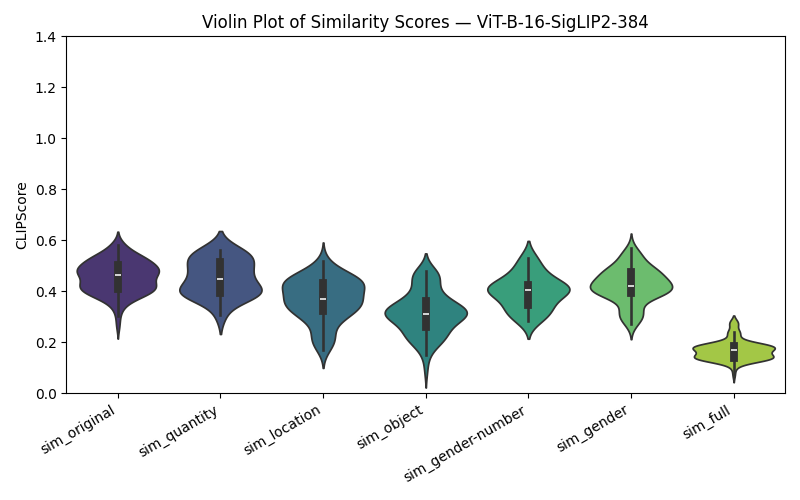 Violin Plot of Similarity Scores — ViT-B-16-SigLIP2-384
CLIPScore
1.4
1.2
1.0
0.8
0.6
0.4
0.2
0.0
sim_original
sim_quantity
sim_location
sim_object
sim_gender-number
sim_gender
sim_full